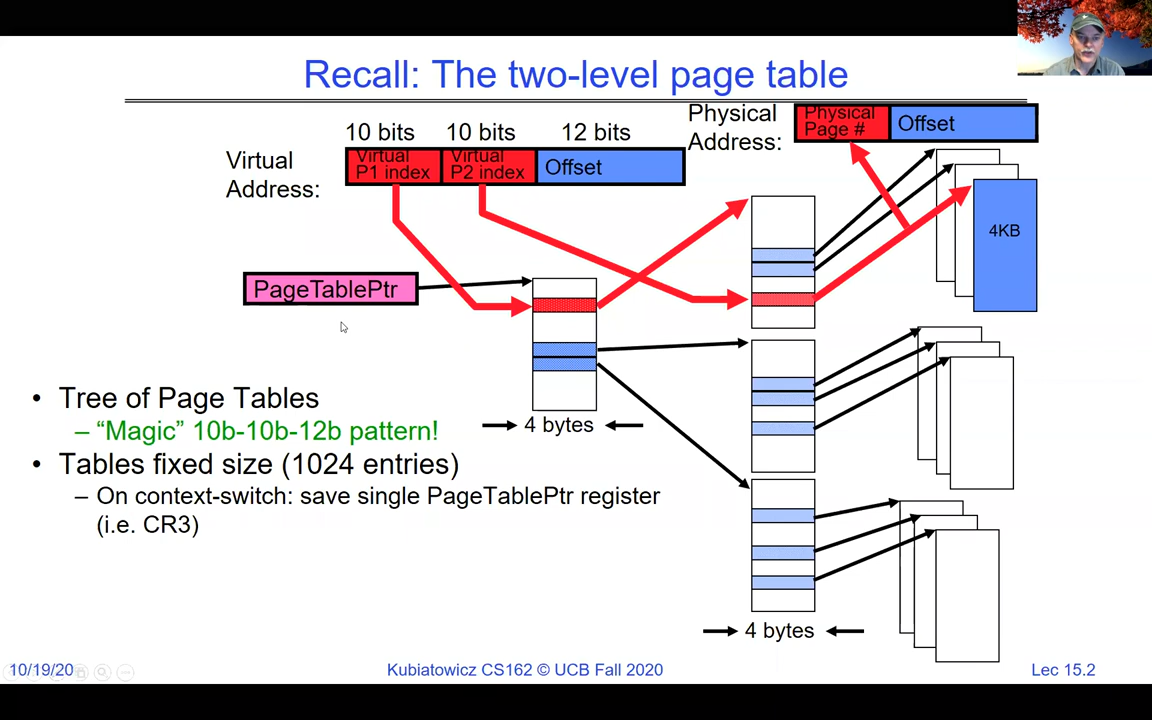 Recall: The two-level page table
10 bits 10 bits 12 bits
Virtual
Address:
Virtual
P1 index
Virtual
P2 index
Offset
Physical
Address:
Physical
Page #
Offset
4KB
PageTablePtr
• Tree of Page Tables
– “Magic” 10b-10b-12b pattern!
• Tables fixed size (1024 entries)
– On context-switch: save single PageTablePtr register
(i.e. CR3)
4 bytes
4 bytes
10/19/20
Kubiatowicz CS162 © UCB Fall 2020
Lec 15.2